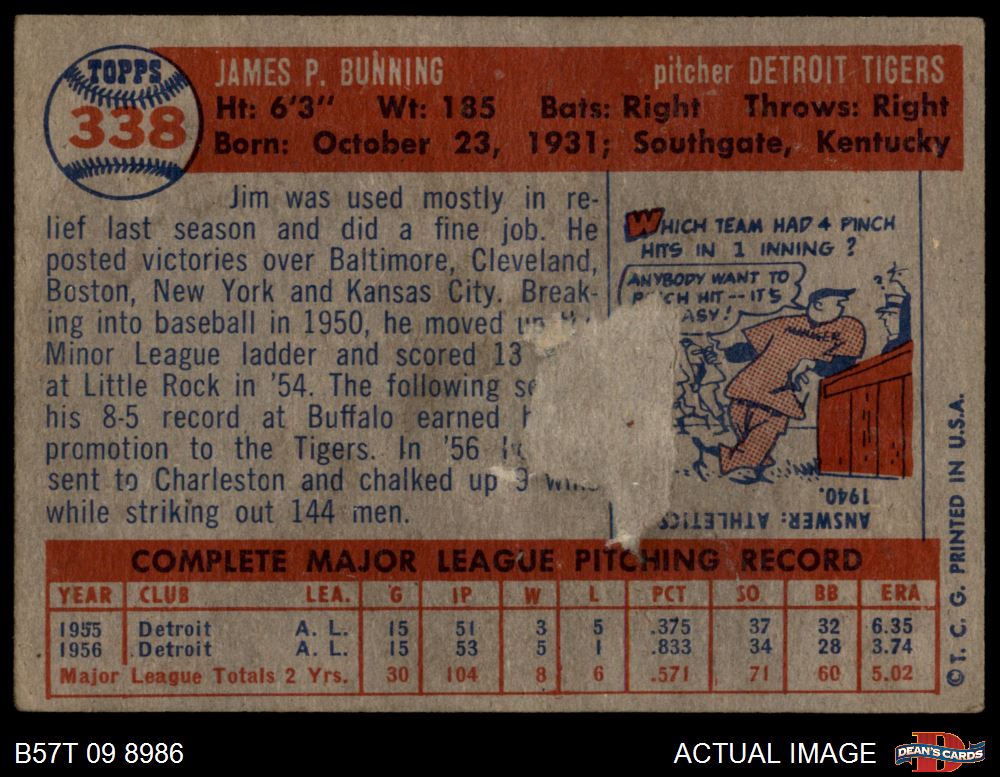 TOPPS
338
JAMES P. BUNNING pitcher DETROIT TIGERS
Ht: 6'3" Wt: 185 Bats: Right Throws: Right
Born: October 23, 1931; Southgate, Kentucky
Jim was used mostly in re-
lief last season and did a fine job. He
posted victories over Baltimore, Cleveland,
Boston, New York and Kansas City. Break-
ing into baseball in 1950, he moved
Minor League ladder and scored 13
at Little Rock in '54. The following
his 8-5 record at Buffalo earned
promotion to the Tigers. In '56
sent to Charleston and chalked up 9
while striking out 144 men.
WHICH TEAM HAD 4 PINCH
HITS IN 1 INNING ?
ANYBODY WANT TO
HIT--IT'S
ANSWER: ATHLETICS
1940.
COMPLETE MAJOR LEAGUE PITCHING RECORD
YEAR CLUB LEA. G IP W L PCT SO BB ERA
1955 Detroit A. L. 15 51 3 5 .375 37 32 6.35
1956 Detroit A. L. 15 53 5 1 .833 34 28 3.74
Major League Totals 2 Yrs. 30 104 8 6 .571 71 60 5.02
© T. C. G. PRINTED IN U.S.A.
B57T 09 8986
ACTUAL IMAGE
DEAN'S CARDS